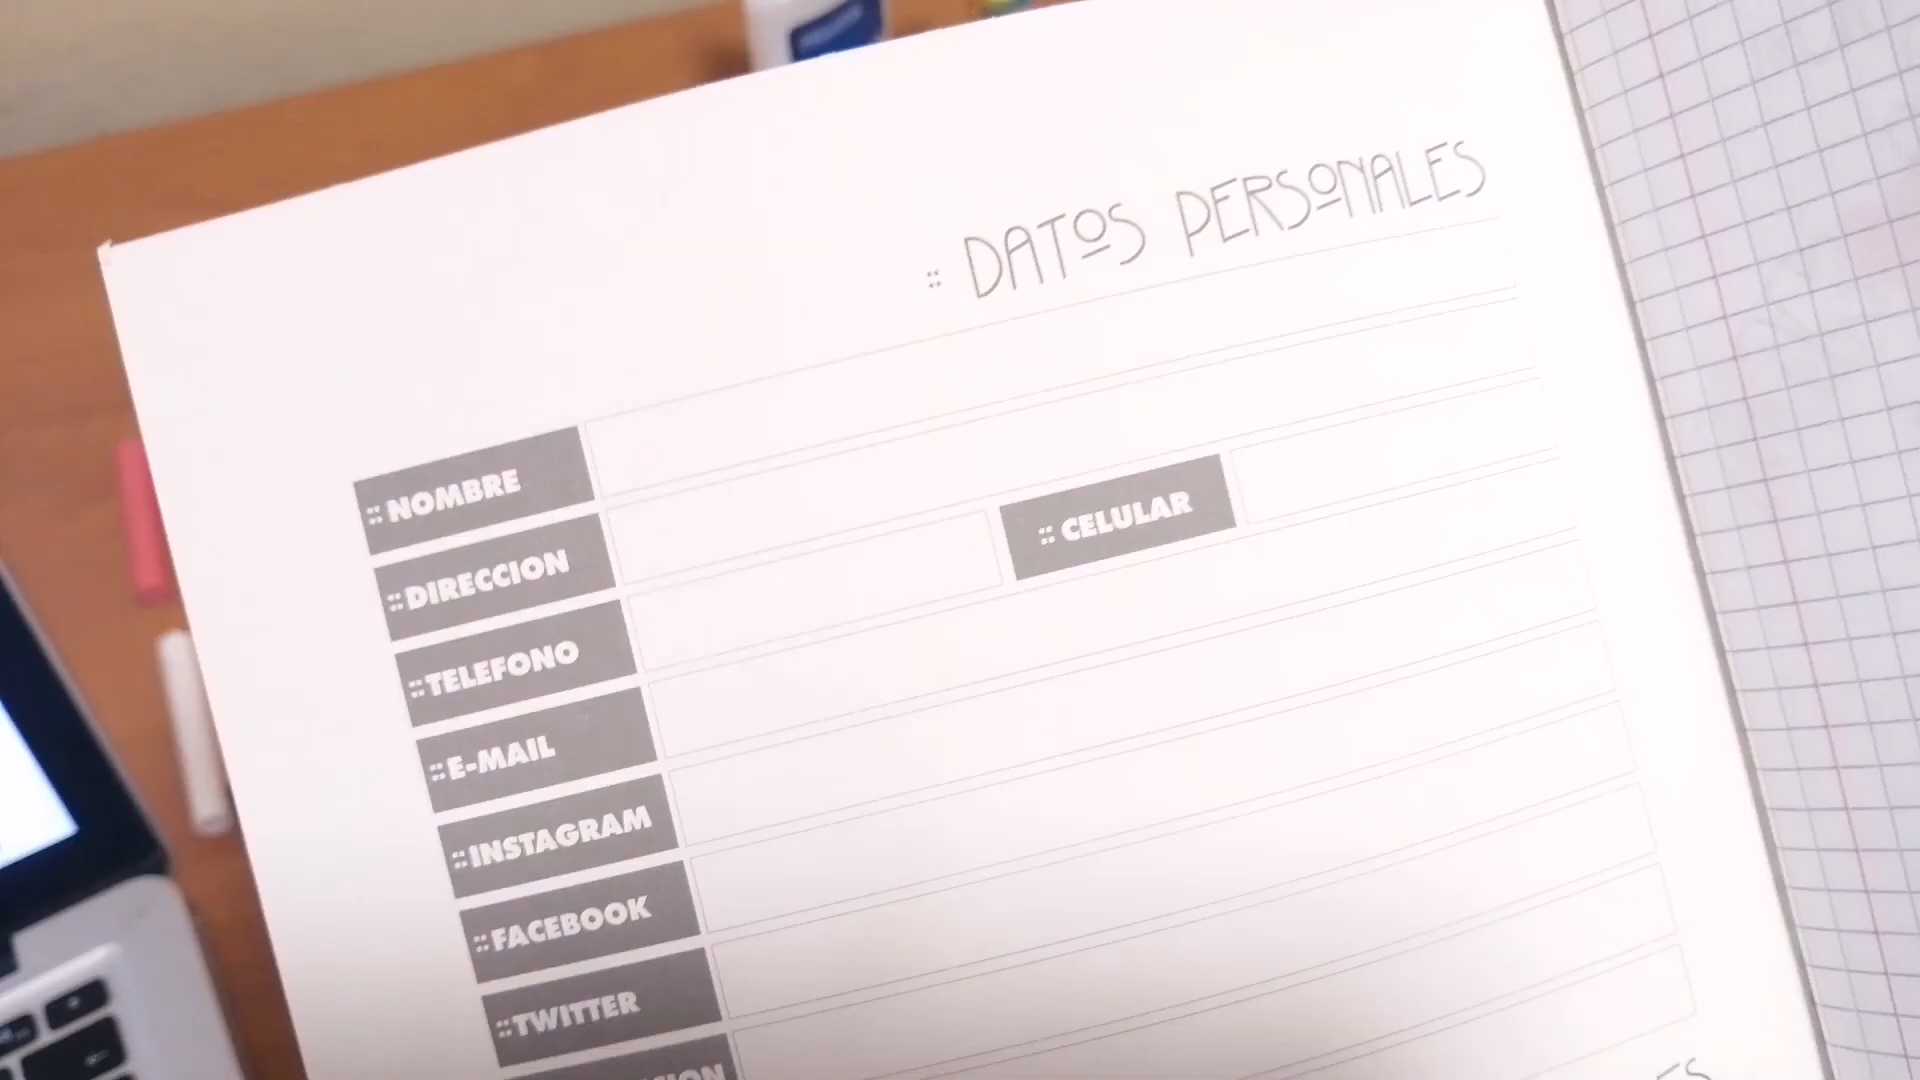 :: DATOS PERSONALES
:: NOMBRE
:: DIRECCION
:: TELEFONO
:: CELULAR
:: E-MAIL
:: INSTAGRAM
:: FACEBOOK
:: TWITTER